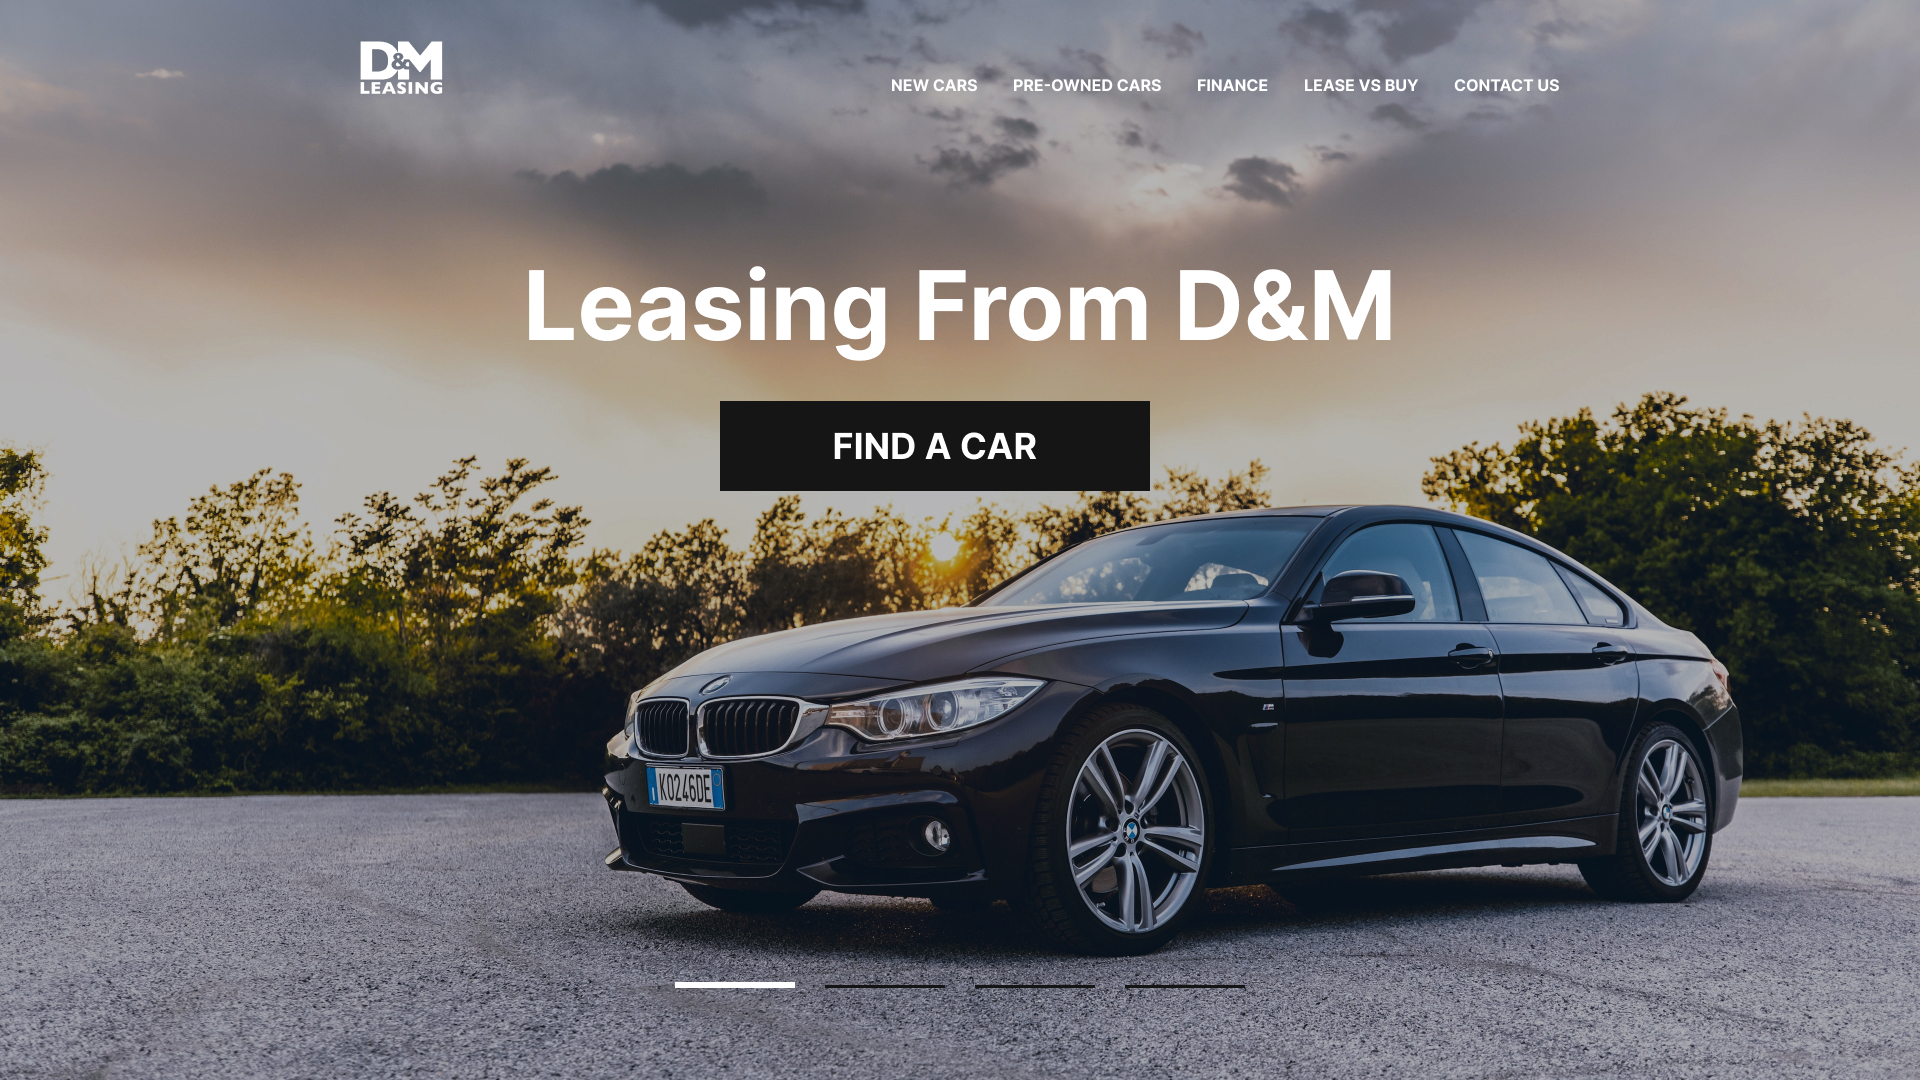 D&M
LEASING
NEW CARS PRE-OWNED CARS FINANCE LEASE VS BUY CONTACT US
Leasing From D&M
FIND A CAR
KO246DE